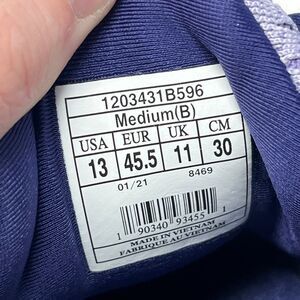 1203431B596
Medium(B)
USA EUR UK CM
13 45.5 11 30
01/21 8469
1 90340 93455 1
MADE IN VIETNAM
FABRIQUE AU VIETNAM